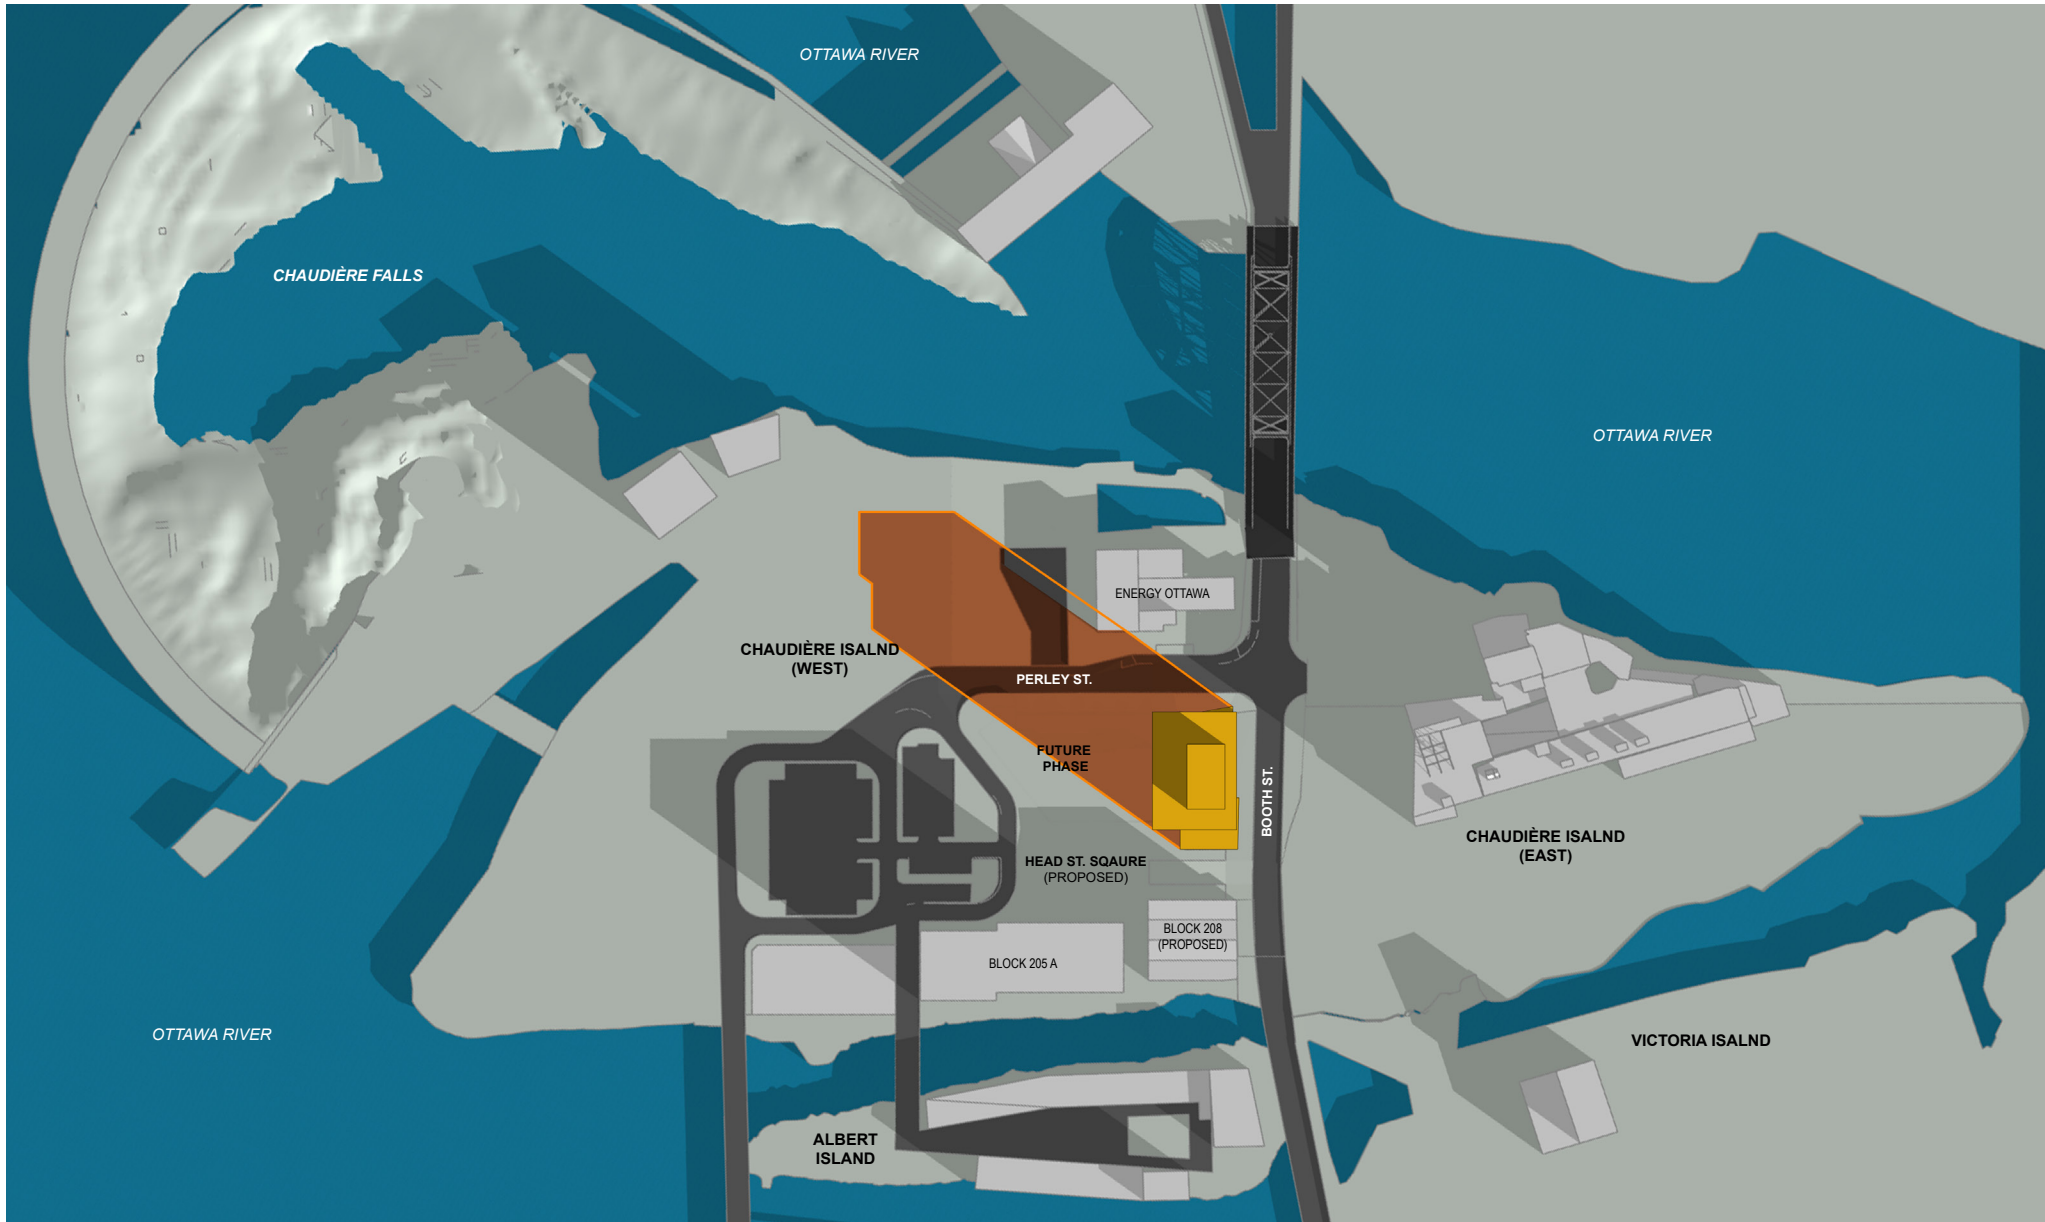 OTTAWA RIVER
CHAUDIÈRE FALLS
OTTAWA RIVER
ENERGY OTTAWA
CHAUDIÈRE ISALND
(WEST)
PERLEY ST.
FUTURE
PHASE
BOOTH ST.
CHAUDIÈRE ISALND
(EAST)
HEAD ST. SQAURE
(PROPOSED)
BLOCK 208
(PROPOSED)
BLOCK 205 A
OTTAWA RIVER
VICTORIA ISALND
ALBERT
ISLAND